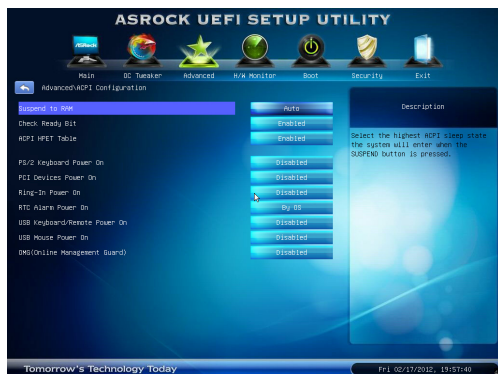 ASROCK UEFI SETUP UTILITY
ASRock
Main OC Tweaker Advanced H/W Monitor Boot Security Exit
Advanced\ACPI Configuration
Suspend to RAM Auto
Check Ready Bit Enabled
ACPI HPET Table Enabled
PS/2 Keyboard Power On Disabled
PCI Devices Power On Disabled
Ring-In Power On Disabled
RTC Alarm Power On By OS
USB Keyboard/Remote Power On Disabled
USB Mouse Power On Disabled
OMG(Online Management Guard) Disabled
Description
Select the highest ACPI sleep state
the system will enter when the
SUSPEND button is pressed.
Tomorrow's Technology Today
Fri 02/17/2012, 19:57:40